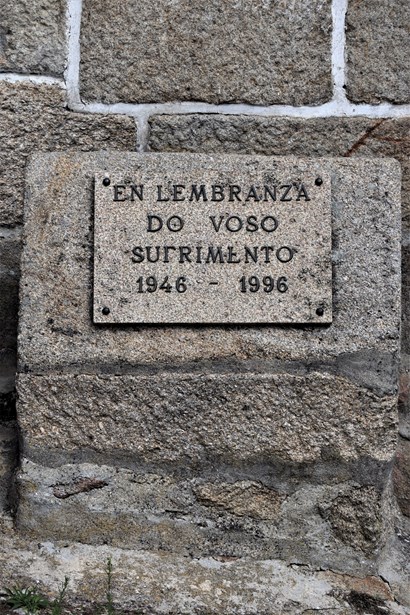 EN LEMBRANZA
DO VOSO
SUFRIMENTO
1946 - 1996